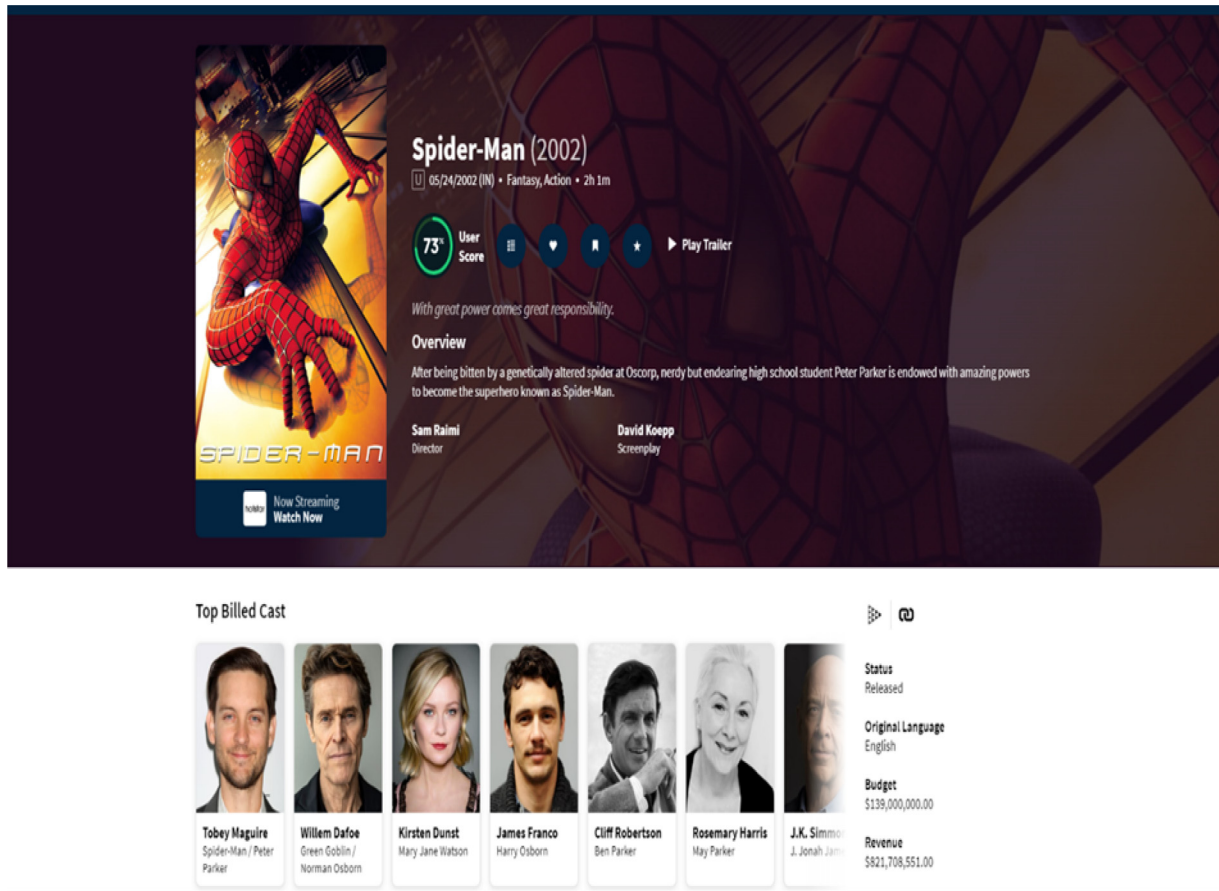 Spider-Man (2002)
U 05/24/2002 (IN) • Fantasy, Action • 2h 1m
73% User
Score
Play Trailer
With great power comes great responsibility.
Overview
After being bitten by a genetically altered spider at Oscorp, nerdy but endearing high school student Peter Parker is endowed with amazing powers
to become the superhero known as Spider-Man.
Sam Raimi
Director
David Koepp
Screenplay
SPIDER-MAN
hotstar
Now Streaming
Watch Now
Top Billed Cast
Tobey Maguire
Spider-Man / Peter
Parker
Willem Dafoe
Green Goblin /
Norman Osborn
Kirsten Dunst
Mary Jane Watson
James Franco
Harry Osborn
Cliff Robertson
Ben Parker
Rosemary Harris
May Parker
J.K. Simmo
J. Jonah Jam
Status
Released
Original Language
English
Budget
$139,000,000.00
Revenue
$821,708,551.00